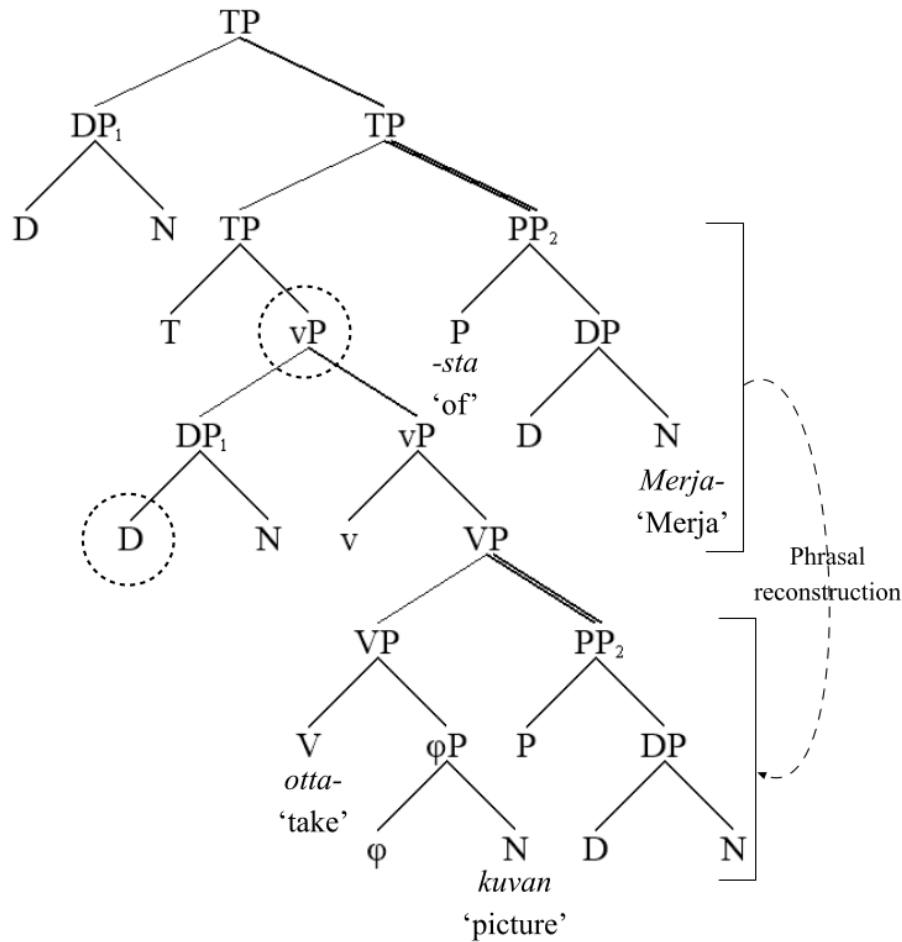 TP
DP₁ TP
D N TP PP₂
T vP P DP
-sta
‘of’
DP₁ vP D N
Merja-
‘Merja’
D N v VP
Phrasal
reconstruction
VP PP₂
V φP P DP
otta-
‘take’
φ N D N
kuvan
‘picture’